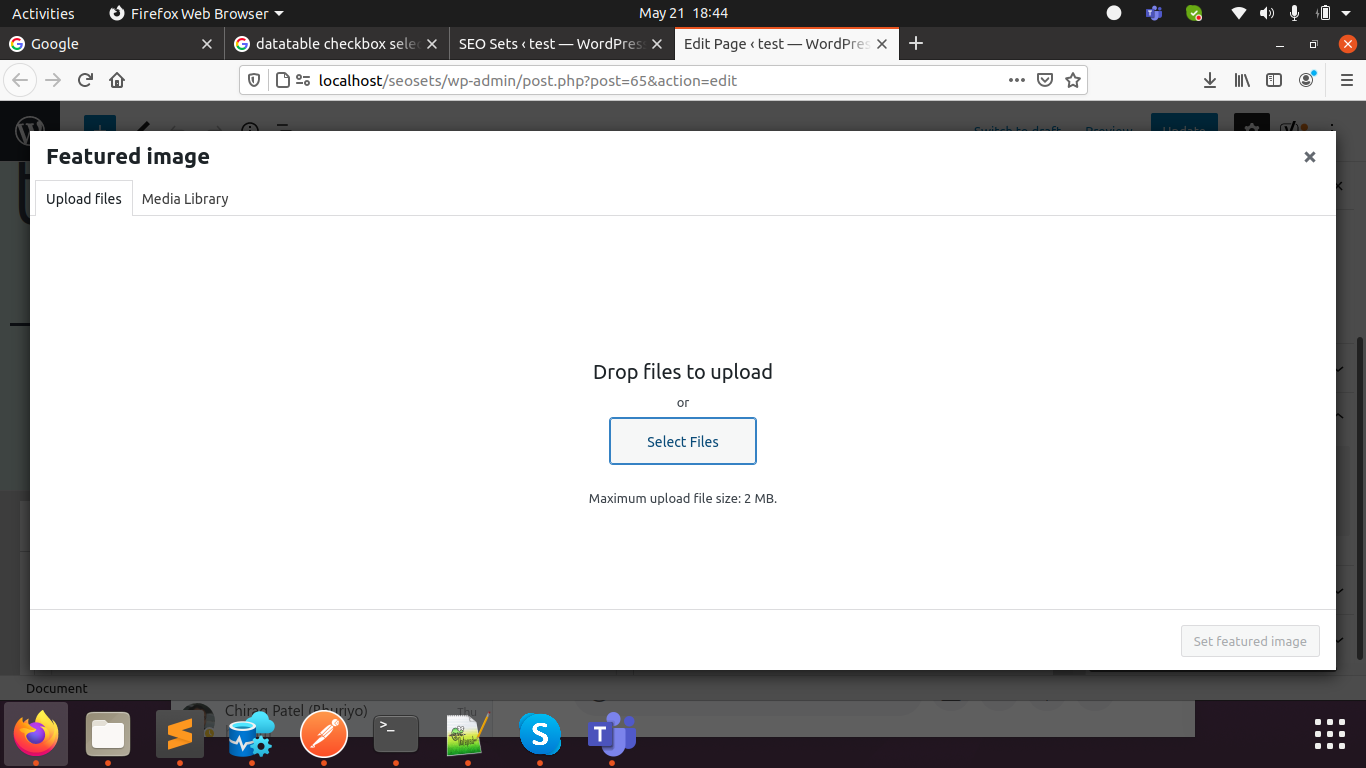 Activities
Firefox Web Browser
May 21 18:44
Google
datatable checkbox sele
SEO Sets ‹ test — WordPres
Edit Page ‹ test — WordPres
localhost/seosets/wp-admin/post.php?post=65&action=edit
Switch to draft
Preview
Update
Featured image
Upload files
Media Library
Drop files to upload
or
Select Files
Maximum upload file size: 2 MB.
Set featured image
Document
Chirag Patel (Bhuriyo)
Thu